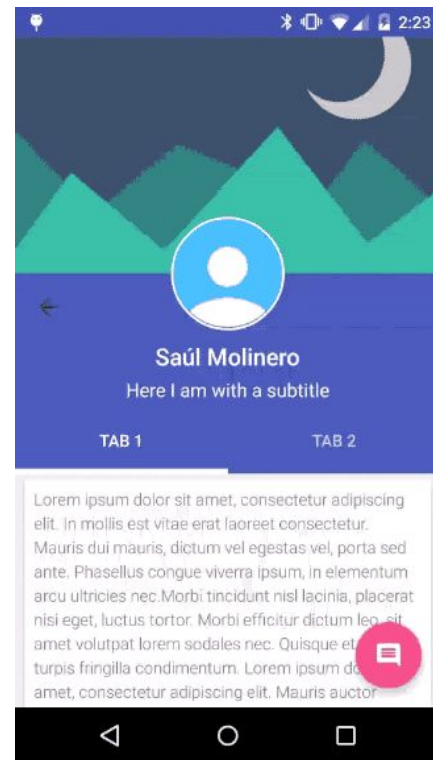 2:23
Saúl Molinero
Here I am with a subtitle
TAB 1 TAB 2
Lorem ipsum dolor sit amet, consectetur adipiscing
elit. In mollis est vitae erat laoreet consectetur.
Mauris dui mauris, dictum vel egestas vel, porta sed
ante. Phasellus congue viverra ipsum, in elementum
arcu ultricies nec.Morbi tincidunt nisl lacinia, placerat
nisi eget, luctus tortor. Morbi efficitur dictum leo, sit
amet volutpat lorem sodales nec. Quisque et
turpis fringilla condimentum. Lorem ipsum
amet, consectetur adipiscing elit. Mauris auctor